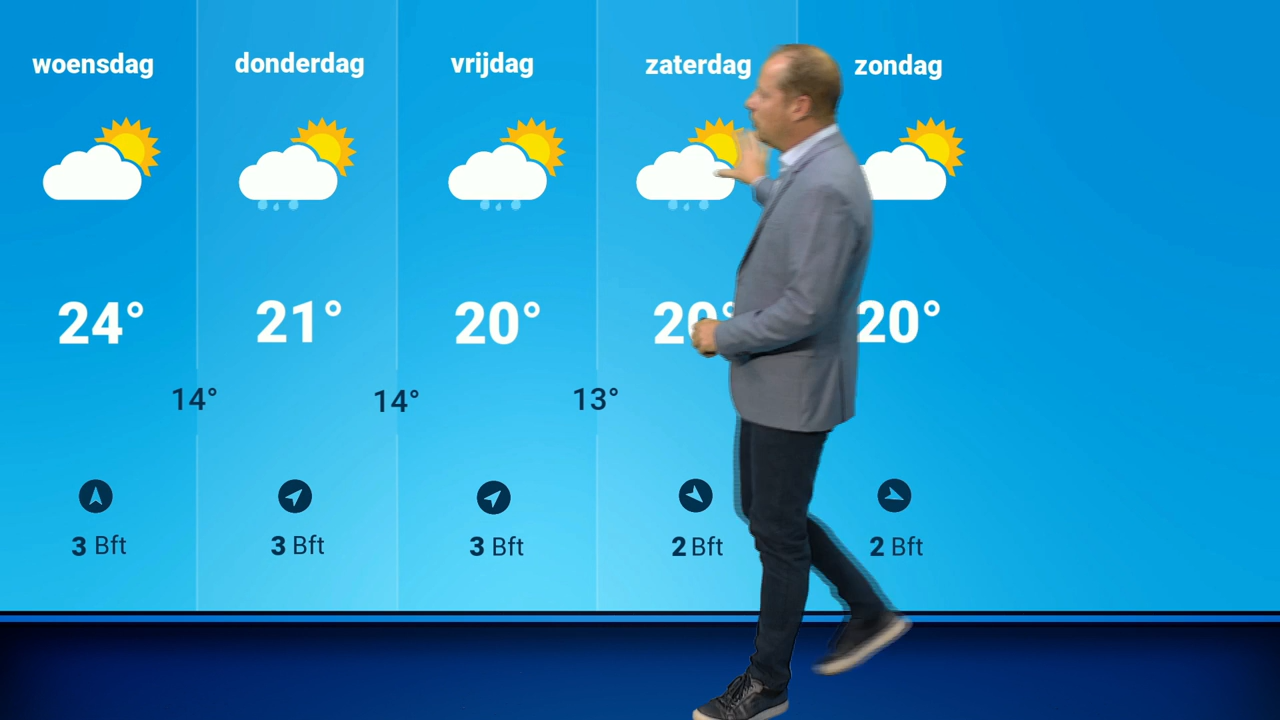 woensdag donderdag vrijdag zaterdag zondag
24° 21° 20° 20° 20°
14° 14° 13°
3 Bft 3 Bft 3 Bft 2 Bft 2 Bft